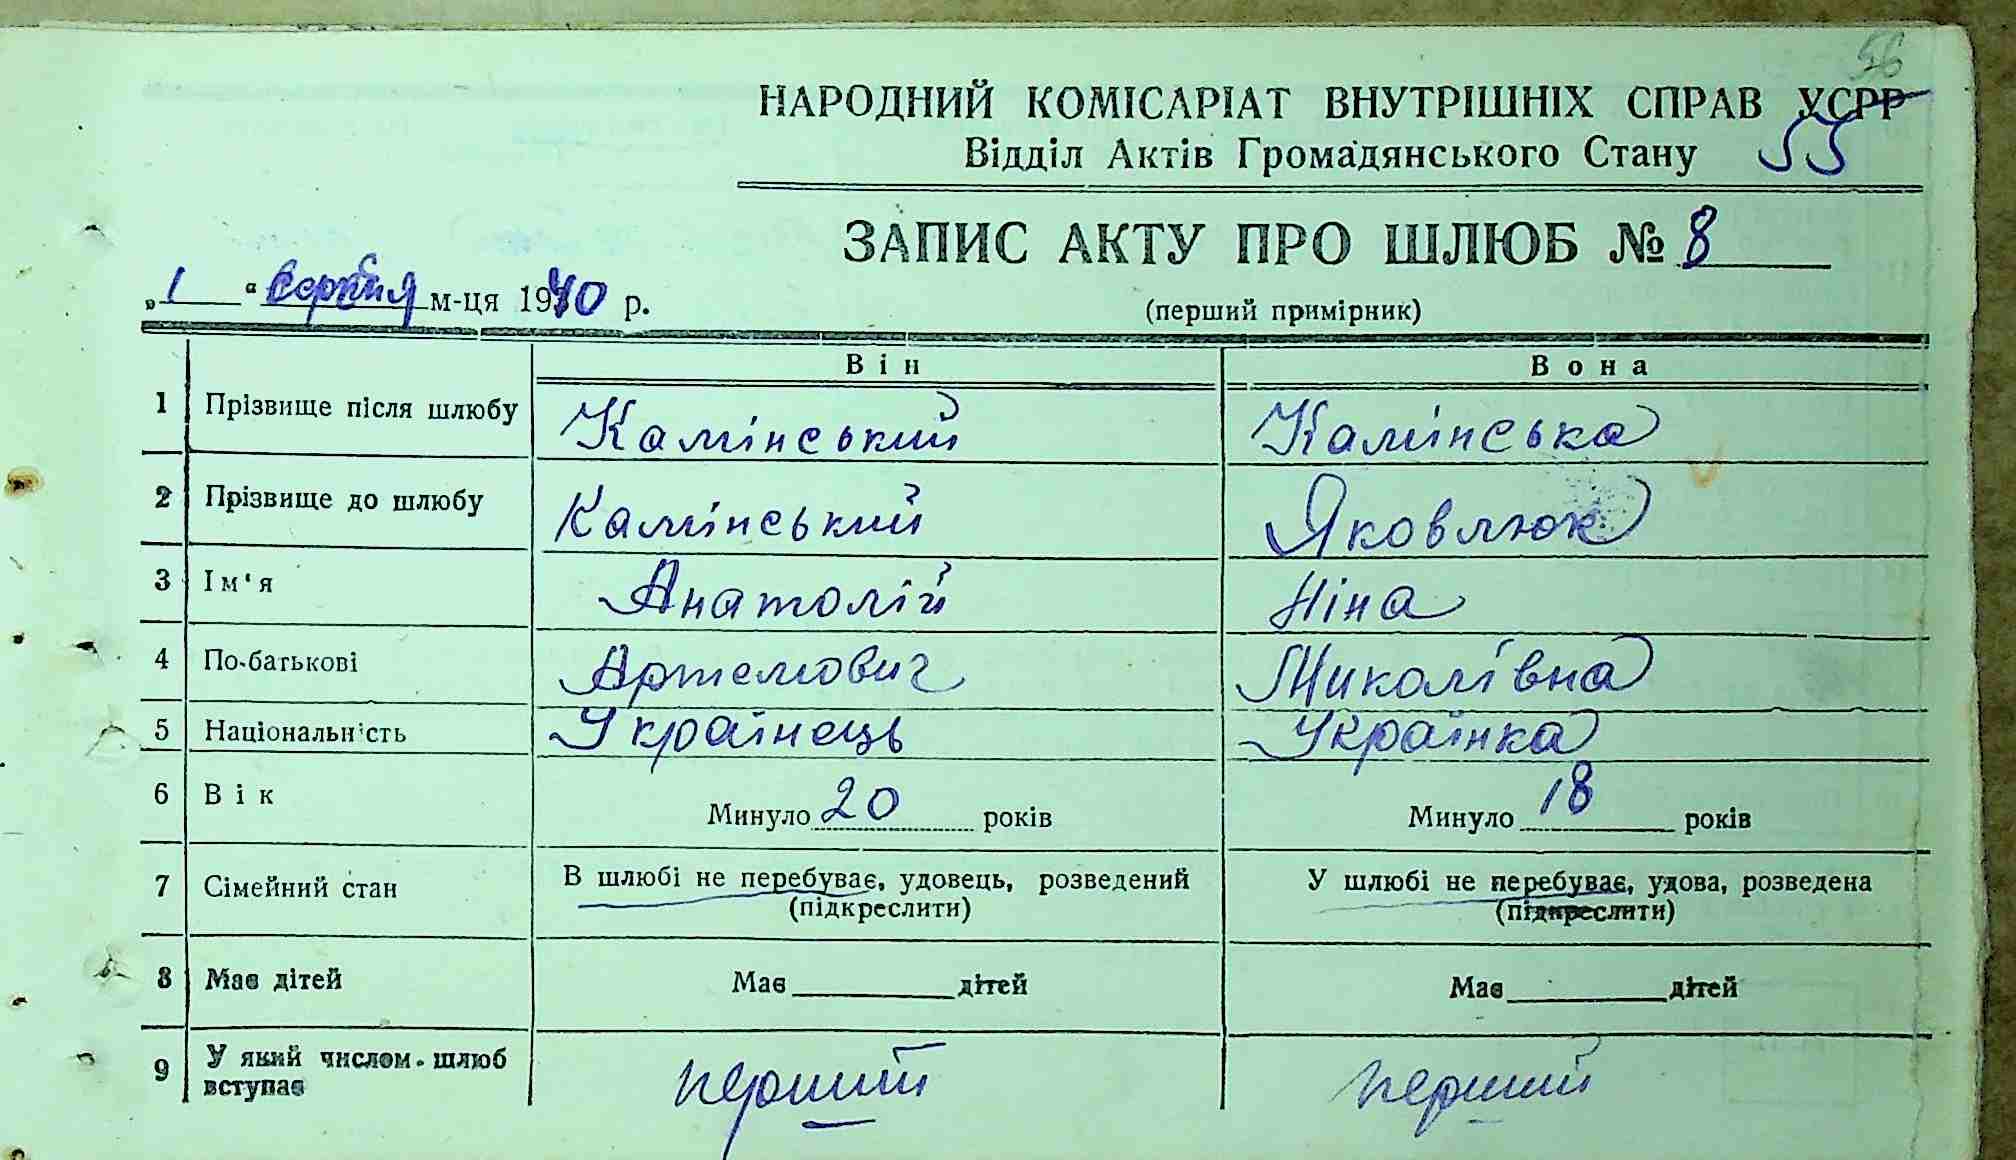 56
НАРОДНИЙ КОМІСАРІАТ ВНУТРІШНІХ СПРАВ УСРР
Відділ Актів Громадянського Стану 55
ЗАПИС АКТУ ПРО ШЛЮБ № 8
„1“ серпня м-ця 1940 р.
(перший примірник)
Він Вона
1 Прізвище після шлюбу Камінський Камінська
2 Прізвище до шлюбу Камінський Яковлюк
3 Ім'я Анатолій Ніна
4 По-батькові Артемович Миколівна
5 Національність Українець Українка
6 Вік Минуло 20 років Минуло 18 років
7 Сімейний стан В шлюбі не перебуває, удовець, розведений У шлюбі не перебуває, удова, розведена
(підкреслити) (підкреслити)
8 Має дітей Має дітей Має дітей
9 У який числом шлюб вступає перший перший